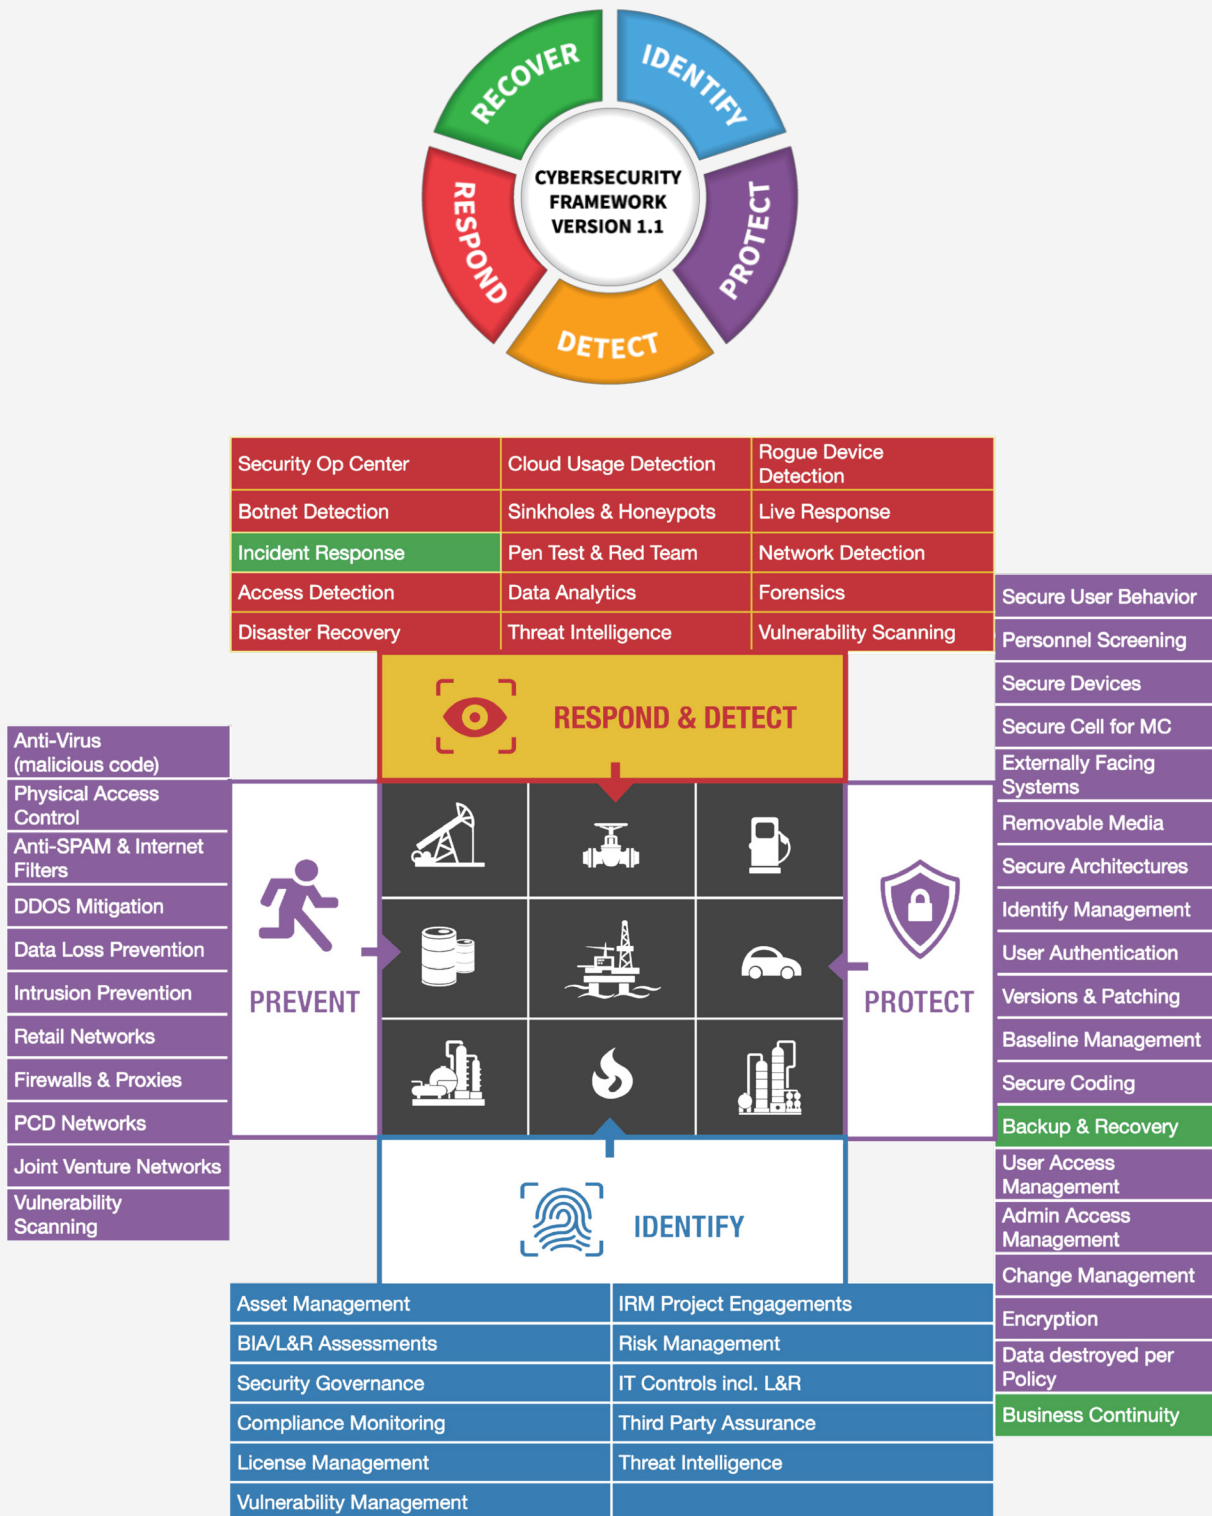 RECOVER
IDENTIFY
PROTECT
DETECT
RESPOND
CYBERSECURITY
FRAMEWORK
VERSION 1.1
Security Op Center
Cloud Usage Detection
Rogue Device
Detection
Botnet Detection
Sinkholes & Honeypots
Live Response
Incident Response
Pen Test & Red Team
Network Detection
Access Detection
Data Analytics
Forensics
Disaster Recovery
Threat Intelligence
Vulnerability Scanning
RESPOND & DETECT
Anti-Virus
(malicious code)
Physical Access
Control
Anti-SPAM & Internet
Filters
DDOS Mitigation
Data Loss Prevention
Intrusion Prevention
Retail Networks
Firewalls & Proxies
PCD Networks
Joint Venture Networks
Vulnerability
Scanning
PREVENT
PROTECT
Secure User Behavior
Personnel Screening
Secure Devices
Secure Cell for MC
Externally Facing
Systems
Removable Media
Secure Architectures
Identify Management
User Authentication
Versions & Patching
Baseline Management
Secure Coding
Backup & Recovery
User Access
Management
Admin Access
Management
Change Management
Encryption
Data destroyed per
Policy
Business Continuity
IDENTIFY
Asset Management
IRM Project Engagements
BIA/L&R Assessments
Risk Management
Security Governance
IT Controls incl. L&R
Compliance Monitoring
Third Party Assurance
License Management
Threat Intelligence
Vulnerability Management